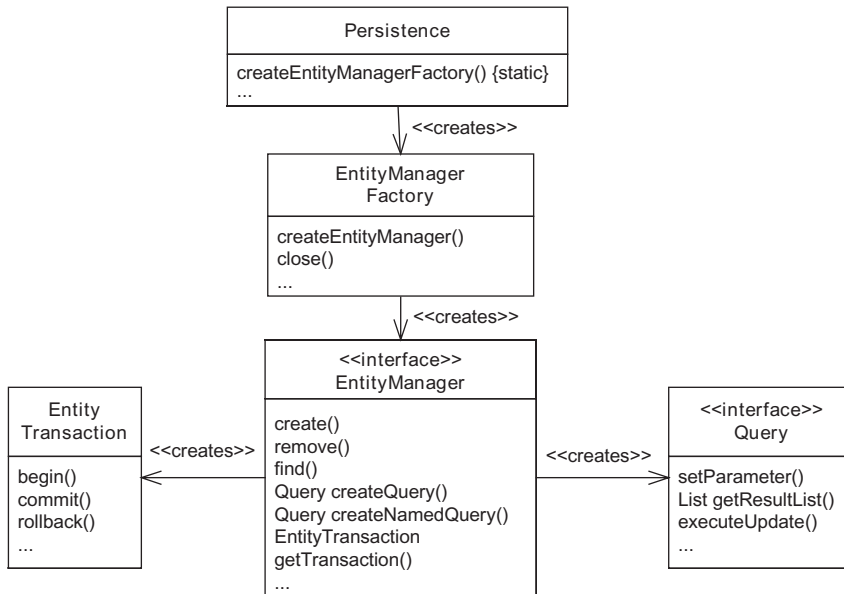 Persistence
createEntityManagerFactory() {static}
...
<<creates>>
EntityManager
Factory
createEntityManager()
close()
...
<<creates>>
<<interface>>
EntityManager
create()
remove()
find()
Query createQuery()
Query createNamedQuery()
EntityTransaction
getTransaction()
...
Entity
Transaction
begin()
commit()
rollback()
...
<<creates>>
<<creates>>
<<interface>>
Query
setParameter()
List getResultList()
executeUpdate()
...